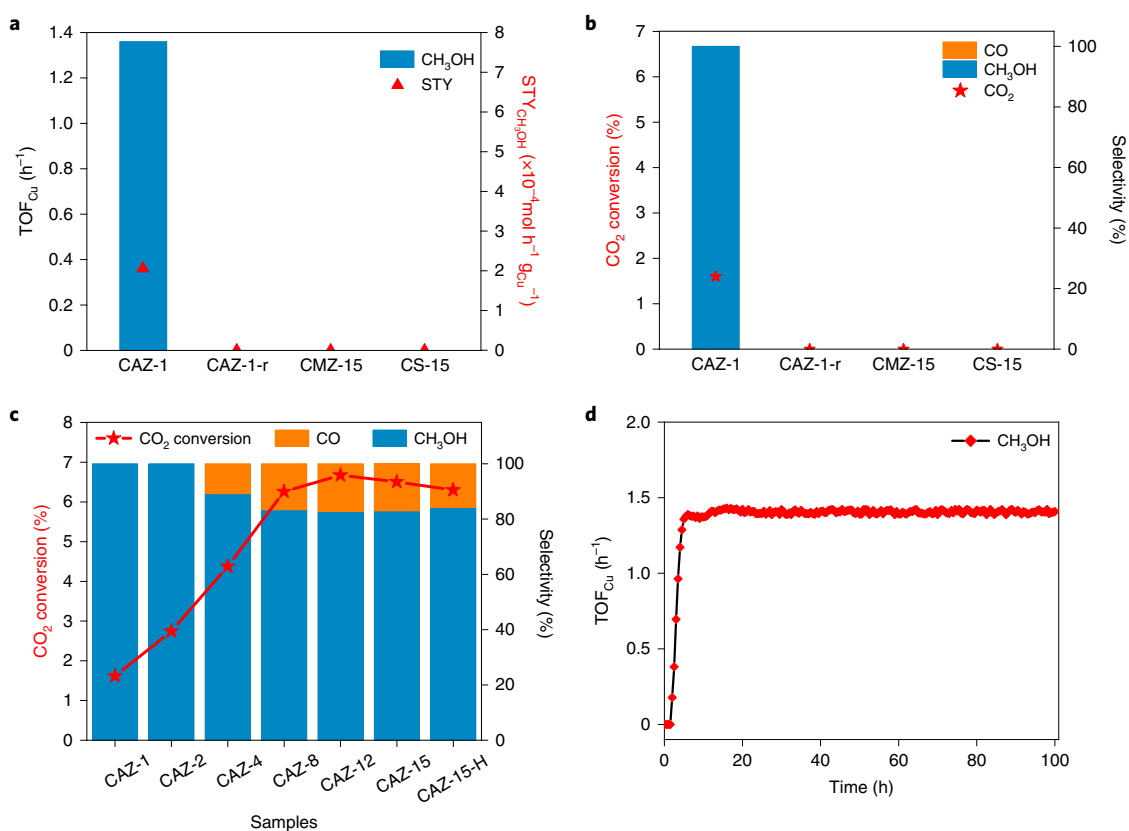 a
1.4
1.2
1.0
0.8
0.6
0.4
0.2
0
TOF_Cu (h⁻¹)
CH₃OH
STY
8
7
6
5
4
3
2
1
0
STY_CH₃OH (×10⁻⁴mol h⁻¹ g_Cu⁻¹)
CAZ-1 CAZ-1-r CMZ-15 CS-15
b
7
6
5
4
3
2
1
0
CO₂ conversion (%)
CO
CH₃OH
CO₂
100
80
60
40
20
0
Selectivity (%)
CAZ-1 CAZ-1-r CMZ-15 CS-15
c
8
7
6
5
4
3
2
1
0
CO₂ conversion (%)
CO₂ conversion CO CH₃OH
100
80
60
40
20
0
Selectivity (%)
CAZ-1 CAZ-2 CAZ-4 CAZ-8 CAZ-12 CAZ-15 CAZ-15-H
Samples
d
2.0
1.5
1.0
0.5
0
TOF_Cu (h⁻¹)
CH₃OH
0 20 40 60 80 100
Time (h)